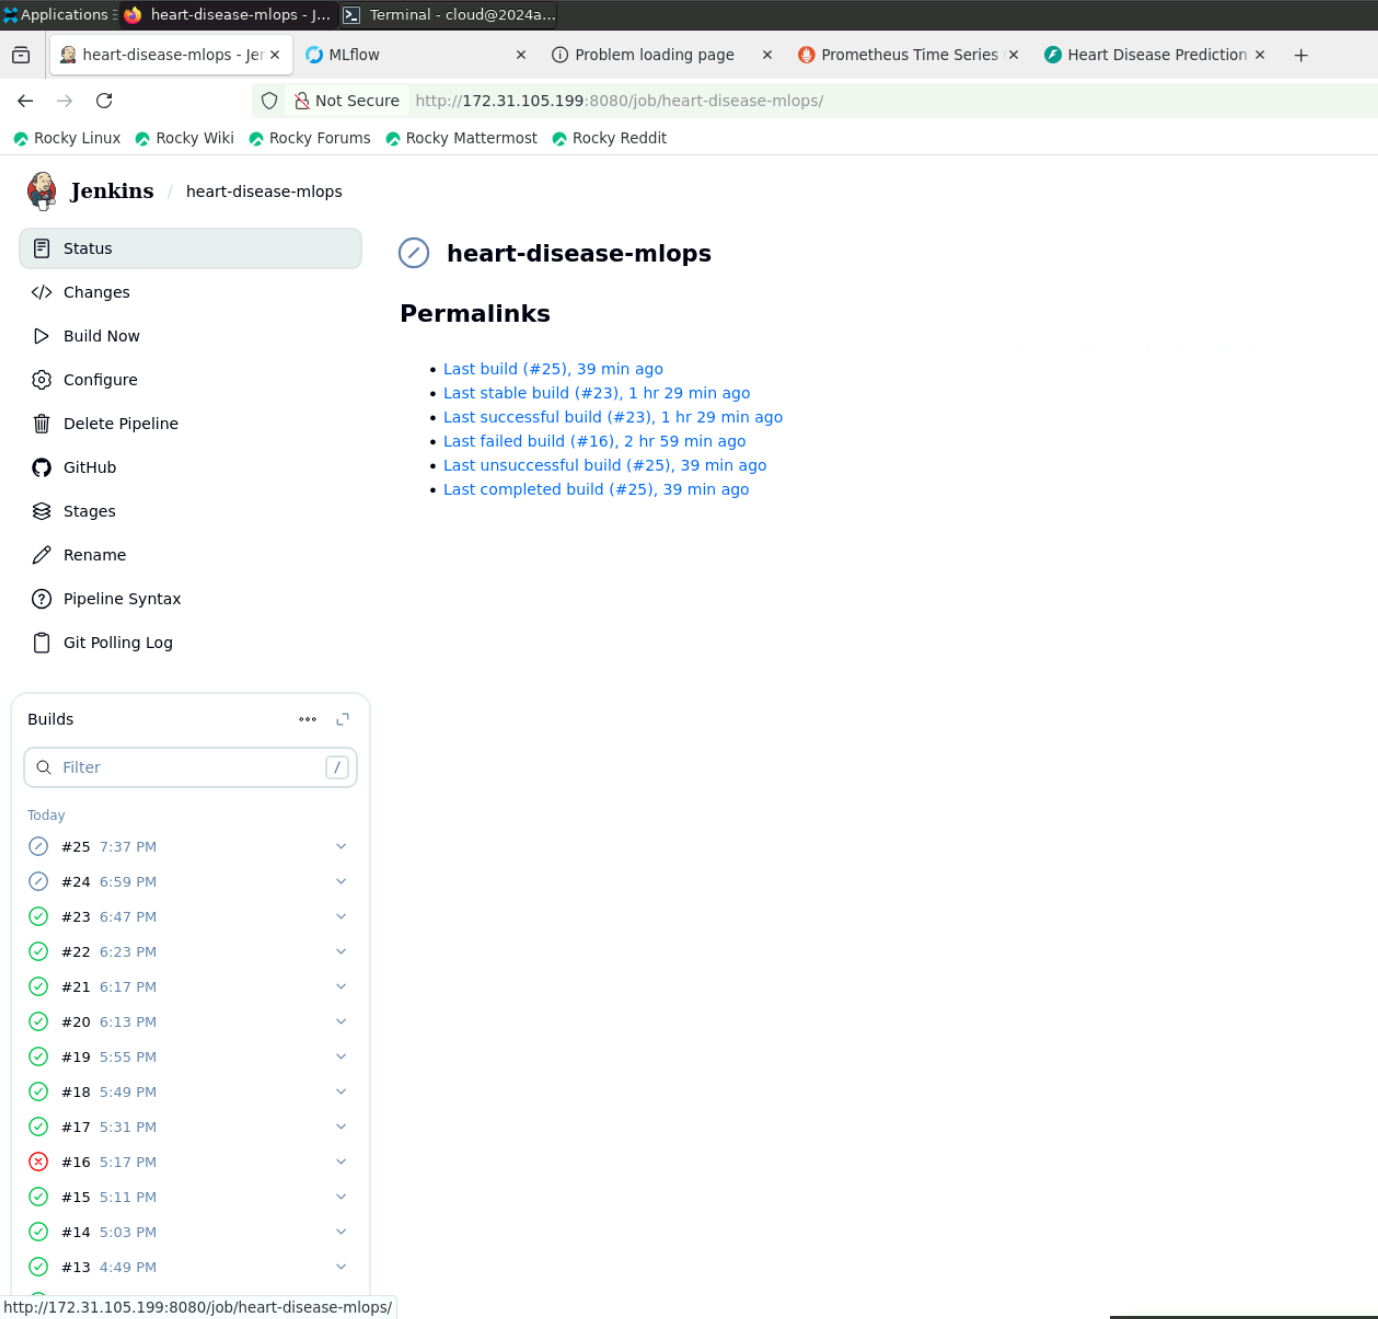 Applications
heart-disease-mlops - J...
Terminal - cloud@2024a...
heart-disease-mlops - Jer
MLflow
Problem loading page
Prometheus Time Series
Heart Disease Prediction
Not Secure
http://172.31.105.199:8080/job/heart-disease-mlops/
Rocky Linux
Rocky Wiki
Rocky Forums
Rocky Mattermost
Rocky Reddit
Jenkins / heart-disease-mlops
Status
Changes
Build Now
Configure
Delete Pipeline
GitHub
Stages
Rename
Pipeline Syntax
Git Polling Log
heart-disease-mlops
Permalinks
Last build (#25), 39 min ago
Last stable build (#23), 1 hr 29 min ago
Last successful build (#23), 1 hr 29 min ago
Last failed build (#16), 2 hr 59 min ago
Last unsuccessful build (#25), 39 min ago
Last completed build (#25), 39 min ago
Builds
Filter /
Today
#25 7:37 PM
#24 6:59 PM
#23 6:47 PM
#22 6:23 PM
#21 6:17 PM
#20 6:13 PM
#19 5:55 PM
#18 5:49 PM
#17 5:31 PM
#16 5:17 PM
#15 5:11 PM
#14 5:03 PM
#13 4:49 PM
http://172.31.105.199:8080/job/heart-disease-mlops/